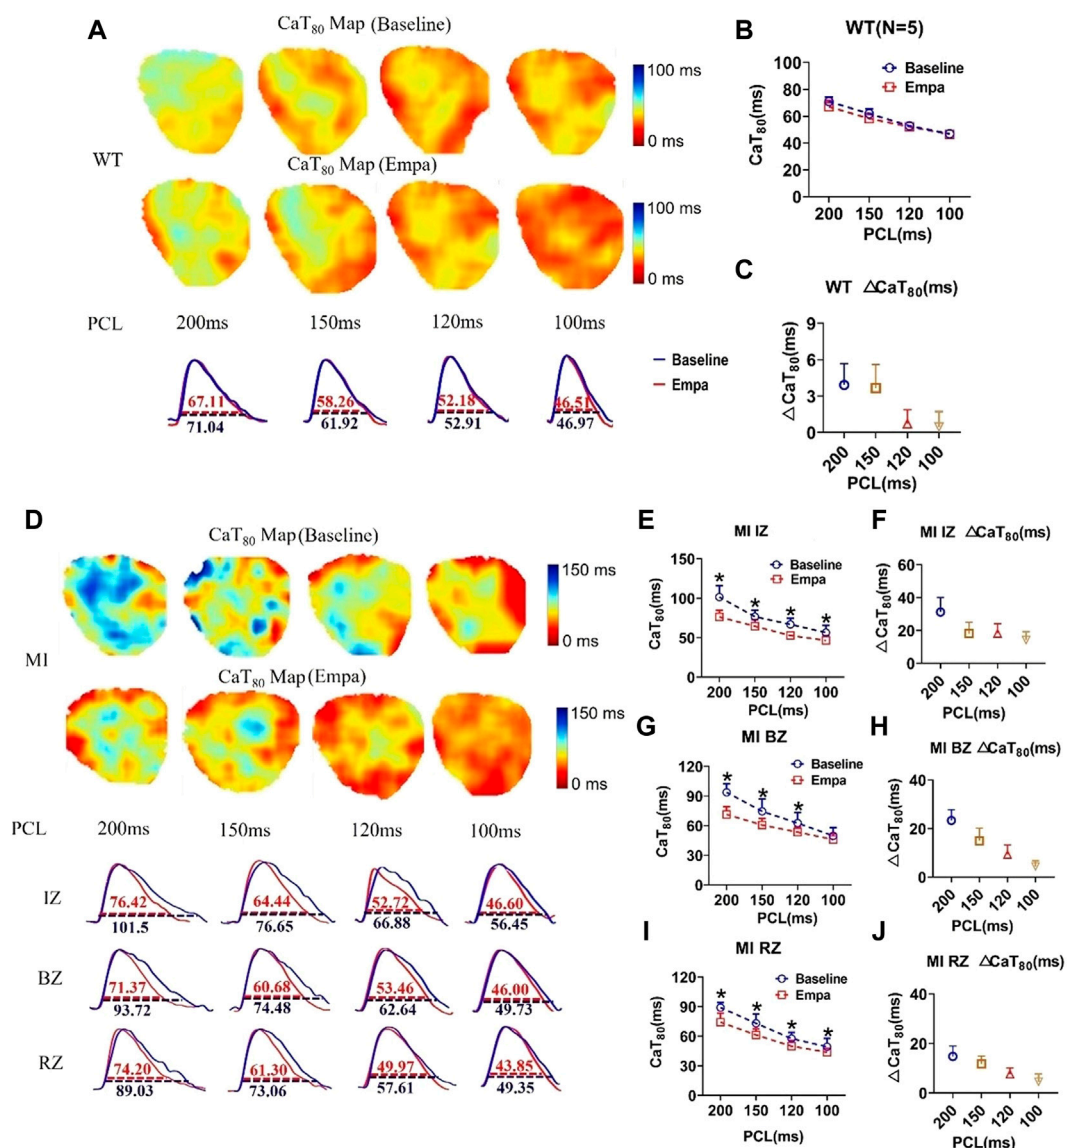 A
CaT80 Map (Baseline)
100 ms
0 ms
WT
CaT80 Map (Empa)
100 ms
0 ms
PCL 200ms 150ms 120ms 100ms
Baseline
Empa
67.11 58.26 52.18 46.51
71.04 61.92 52.91 46.97
B
WT(N=5)
Baseline
Empa
CaT80(ms)
100
80
60
40
20
0
200 150 120 100
PCL(ms)
C
WT △CaT80(ms)
△CaT80(ms)
9
6
3
0
200 150 120 100
PCL(ms)
D
CaT80 Map (Baseline)
150 ms
0 ms
MI
CaT80 Map (Empa)
150 ms
0 ms
PCL 200ms 150ms 120ms 100ms
IZ
76.42 64.44 52.72 46.60
101.5 76.65 66.88 56.45
BZ
71.37 60.68 53.46 46.00
93.72 74.48 62.64 49.73
RZ
74.20 61.30 49.97 43.85
89.03 73.06 57.61 49.35
E
MI IZ
Baseline
Empa
CaT80(ms)
150
100
50
0
* * * *
200 150 120 100
PCL(ms)
F
MI IZ △CaT80(ms)
△CaT80(ms)
60
40
20
0
200 150 120 100
PCL(ms)
G
MI BZ
Baseline
Empa
CaT80(ms)
120
90
60
30
0
* * *
200 150 120 100
PCL(ms)
H
MI BZ △CaT80(ms)
△CaT80(ms)
40
20
0
200 150 120 100
PCL(ms)
I
MI RZ
Baseline
Empa
CaT80(ms)
120
90
60
30
0
* * * *
200 150 120 100
PCL(ms)
J
MI RZ △CaT80(ms)
△CaT80(ms)
40
20
0
200 150 120 100
PCL(ms)